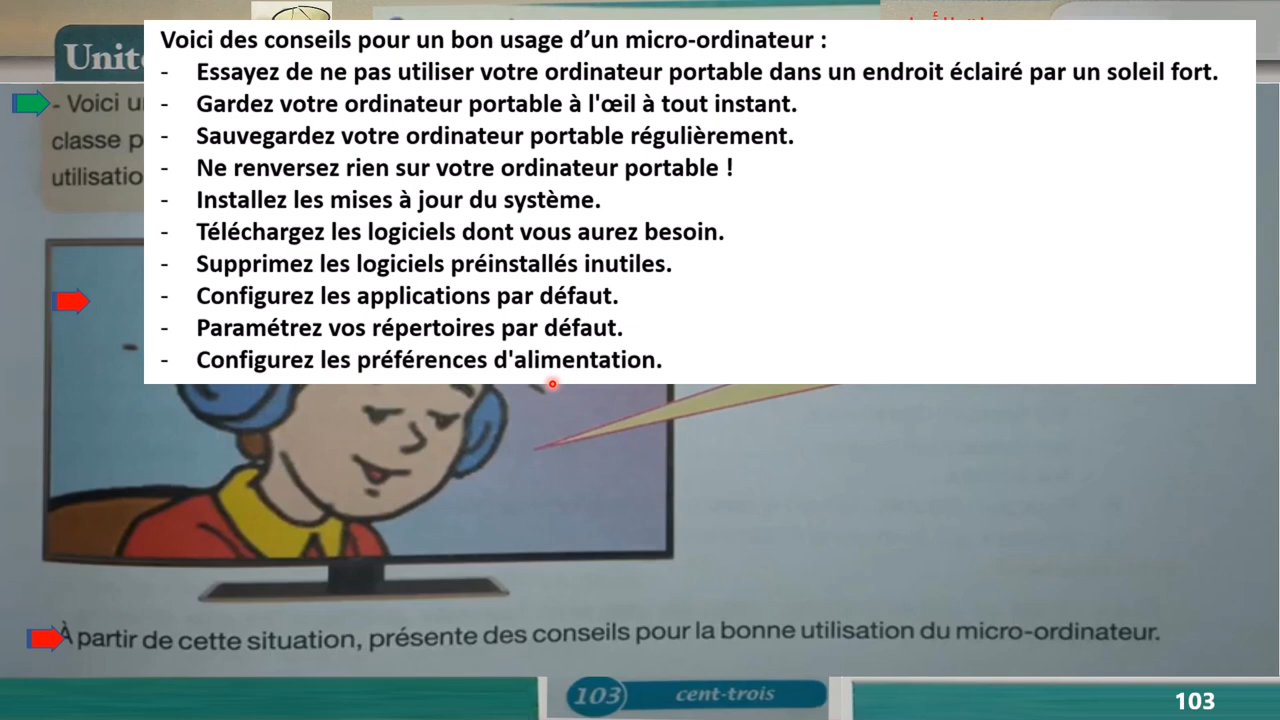 Unité
Voici des conseils pour un bon usage d’un micro-ordinateur :
- Essayez de ne pas utiliser votre ordinateur portable dans un endroit éclairé par un soleil fort.
- Voici u
- Gardez votre ordinateur portable à l'œil à tout instant.
classe p
- Sauvegardez votre ordinateur portable régulièrement.
- Ne renversez rien sur votre ordinateur portable !
utilisatio
- Installez les mises à jour du système.
- Téléchargez les logiciels dont vous aurez besoin.
- Supprimez les logiciels préinstallés inutiles.
- Configurez les applications par défaut.
- Paramétrez vos répertoires par défaut.
- Configurez les préférences d'alimentation.
À partir de cette situation, présente des conseils pour la bonne utilisation du micro-ordinateur.
103 cent-trois
103